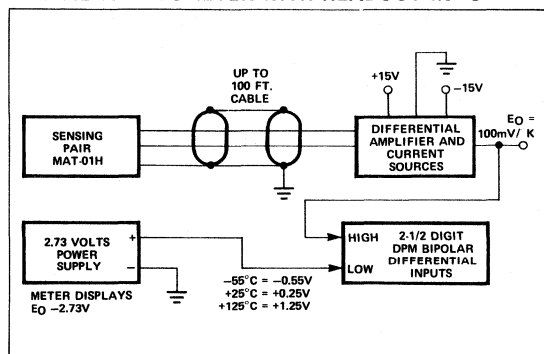 UP TO
100 FT.
CABLE
+15V
-15V
SENSING
PAIR
MAT-01H
DIFFERENTIAL
AMPLIFIER AND
CURRENT
SOURCES
EO =
100mV/ K
2.73 VOLTS
POWER
SUPPLY
+
−
HIGH
LOW
2-1/2 DIGIT
DPM BIPOLAR
DIFFERENTIAL
INPUTS
METER DISPLAYS
EO −2.73V
−55°C = −0.55V
+25°C = +0.25V
+125°C = +1.25V